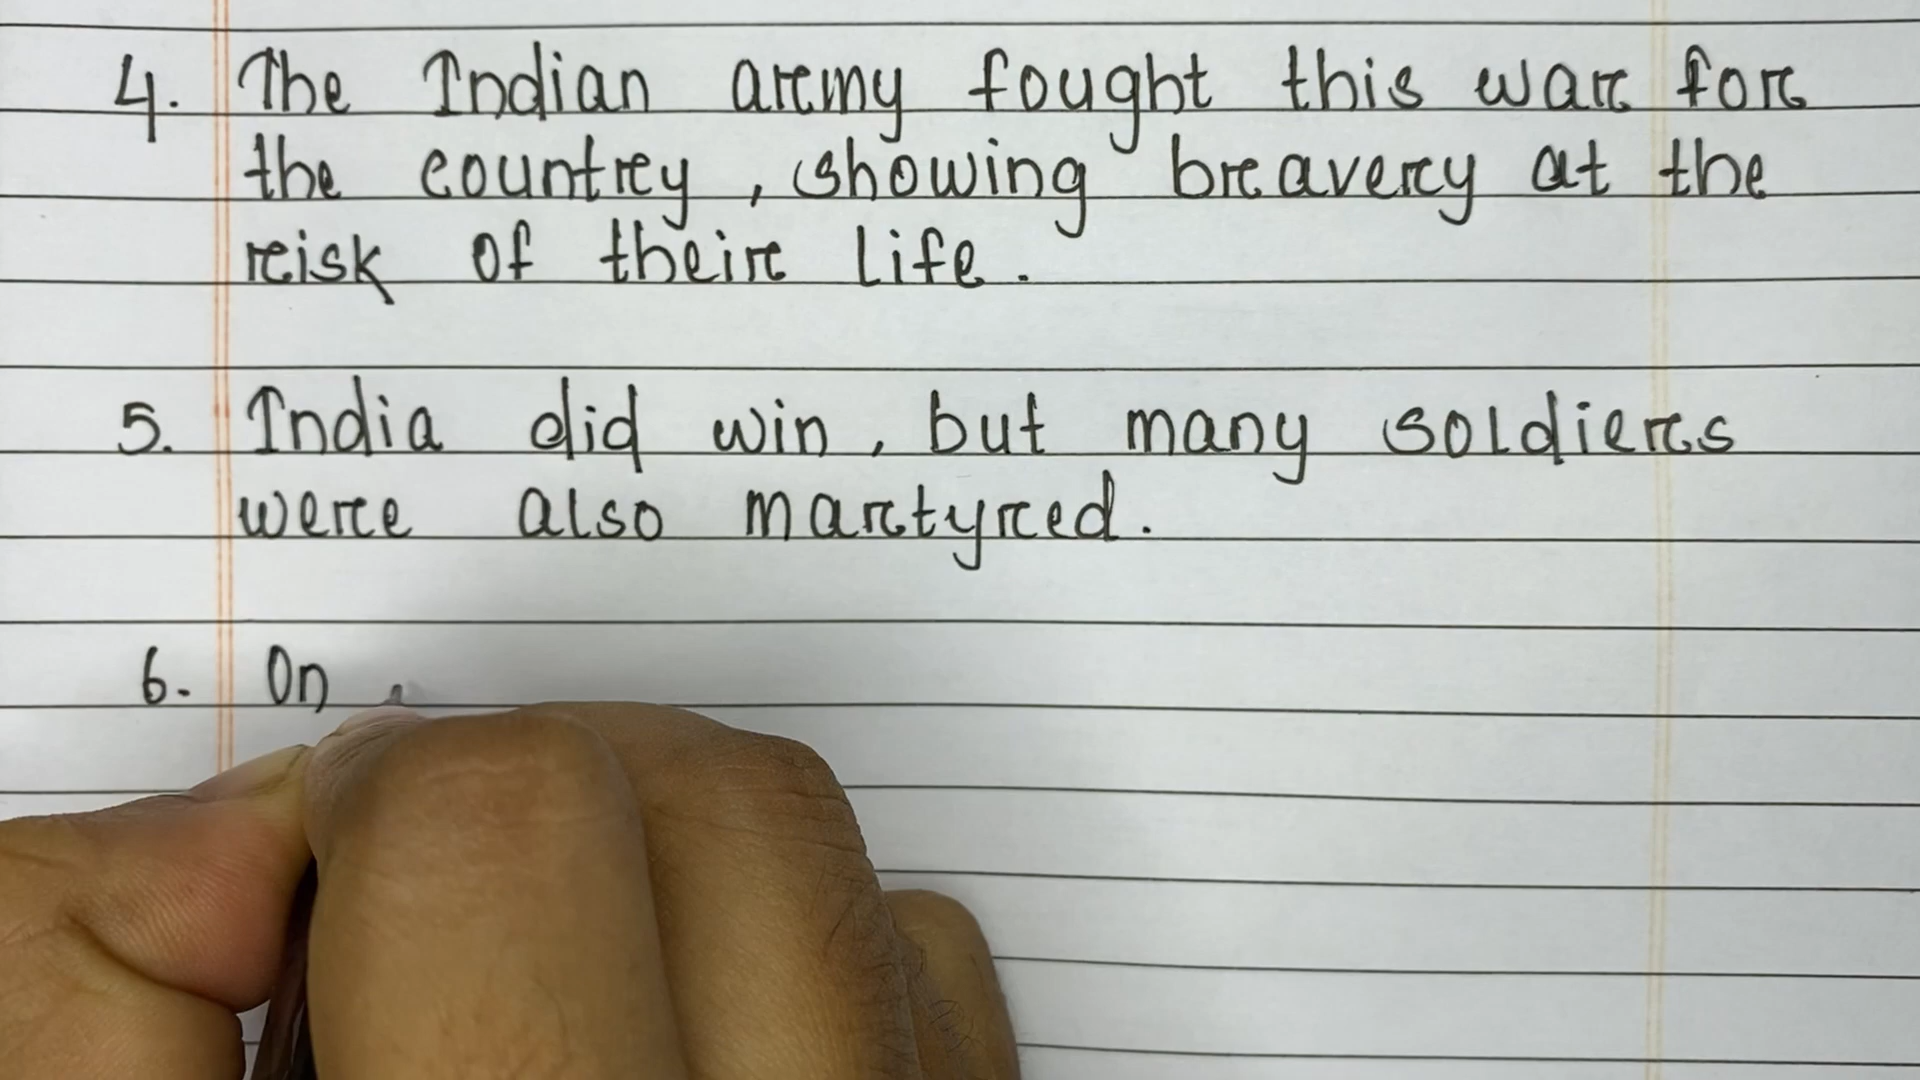 4. The Indian army fought this war for
the country, showing bravery at the
risk of their life.
5. India did win, but many soldiers
were also martyred.
6. On